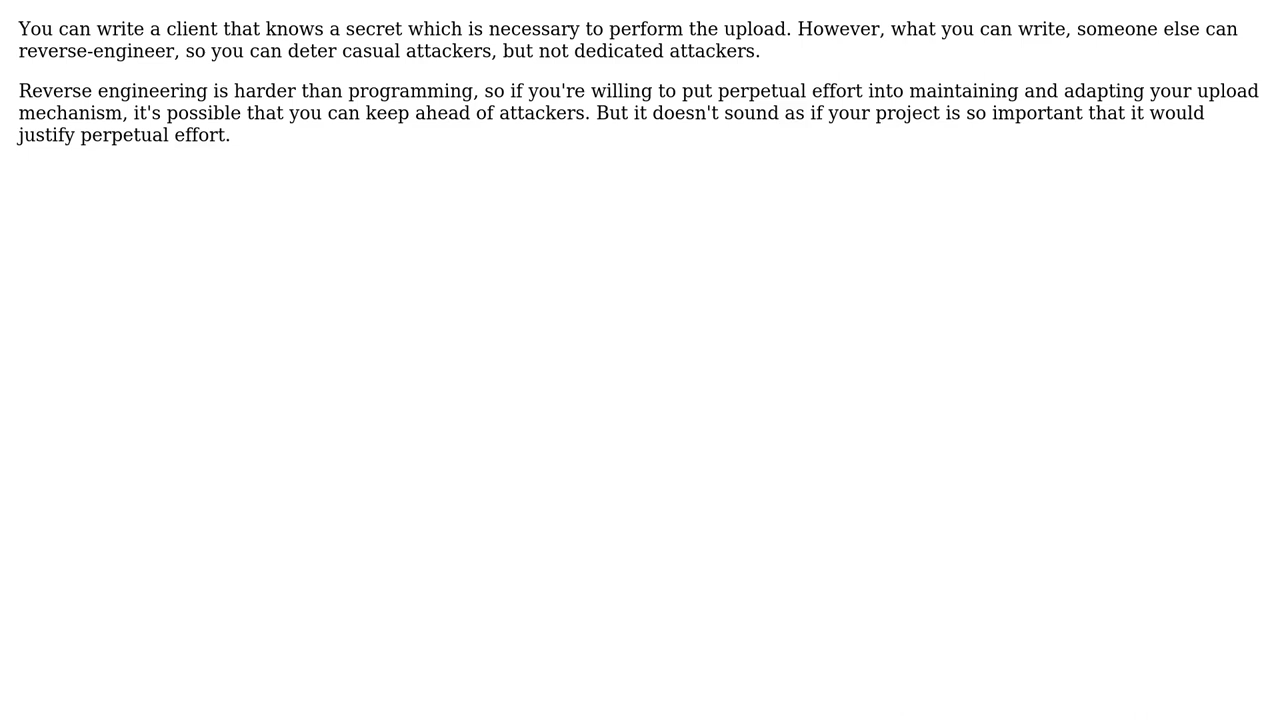 You can write a client that knows a secret which is necessary to perform the upload. However, what you can write, someone else can
reverse-engineer, so you can deter casual attackers, but not dedicated attackers.
Reverse engineering is harder than programming, so if you're willing to put perpetual effort into maintaining and adapting your upload
mechanism, it's possible that you can keep ahead of attackers. But it doesn't sound as if your project is so important that it would
justify perpetual effort.